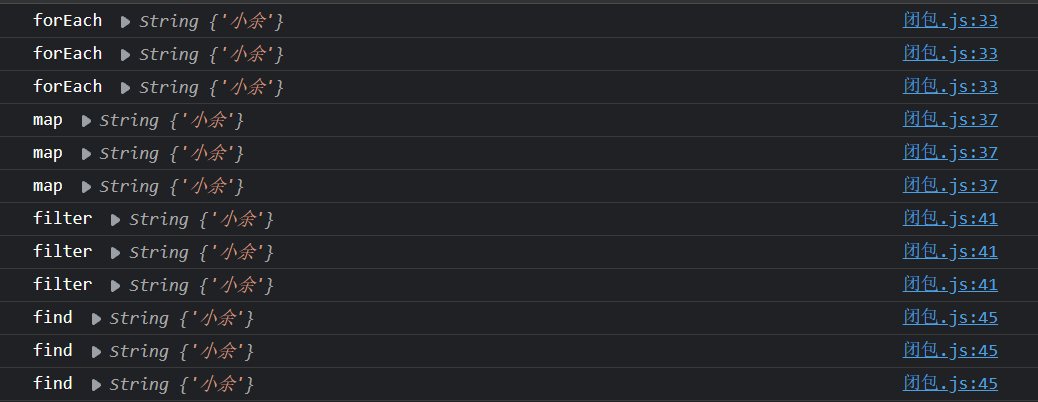 forEach ▶ String {'小余'} 闭包.js:33
forEach ▶ String {'小余'} 闭包.js:33
forEach ▶ String {'小余'} 闭包.js:33
map ▶ String {'小余'} 闭包.js:37
map ▶ String {'小余'} 闭包.js:37
map ▶ String {'小余'} 闭包.js:37
filter ▶ String {'小余'} 闭包.js:41
filter ▶ String {'小余'} 闭包.js:41
filter ▶ String {'小余'} 闭包.js:41
find ▶ String {'小余'} 闭包.js:45
find ▶ String {'小余'} 闭包.js:45
find ▶ String {'小余'} 闭包.js:45